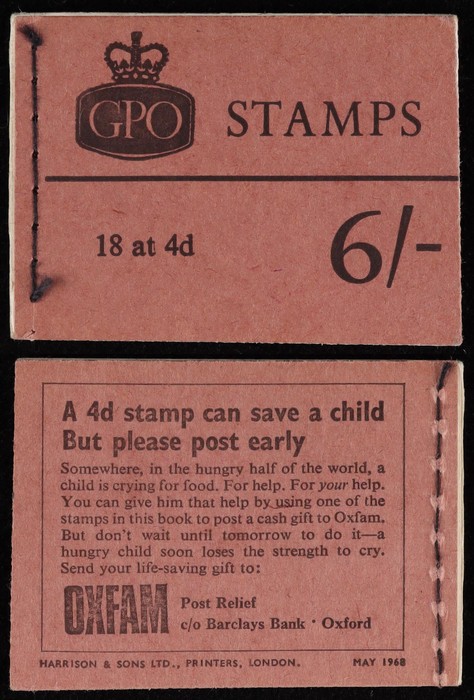 GPO STAMPS
18 at 4d 6/-
A 4d stamp can save a child
But please post early
Somewhere, in the hungry half of the world, a
child is crying for food. For help. For your help.
You can give him that help by using one of the
stamps in this book to post a cash gift to Oxfam.
But don't wait until tomorrow to do it—a
hungry child soon loses the strength to cry.
Send your life-saving gift to:
OXFAM Post Relief
c/o Barclays Bank · Oxford
HARRISON & SONS LTD., PRINTERS, LONDON. MAY 1968